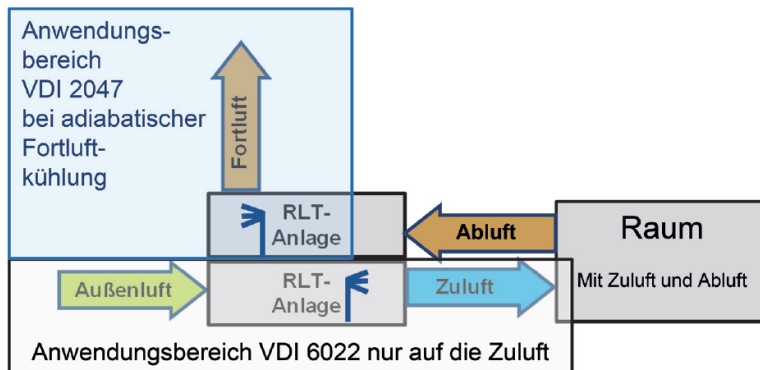 Anwendungs-
bereich
VDI 2047
bei adiabatischer
Fortluft-
kühlung
Fortluft
RLT-
Anlage
Abluft
Raum
Mit Zuluft und Abluft
Außenluft
RLT-
Anlage
Zuluft
Anwendungsbereich VDI 6022 nur auf die Zuluft